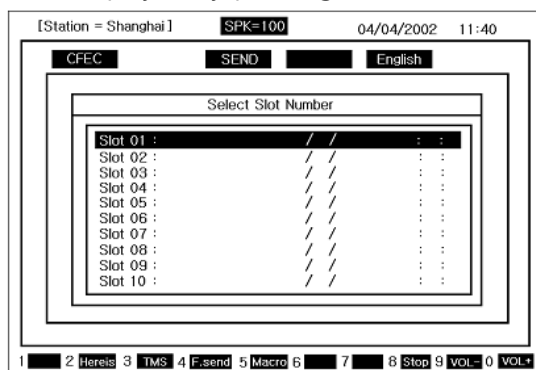 [Station = Shanghai] SPK=100 04/04/2002 11:40
CFEC SEND English
Select Slot Number
Slot 01 : / / : :
Slot 02 : / / : :
Slot 03 : / / : :
Slot 04 : / / : :
Slot 05 : / / : :
Slot 06 : / / : :
Slot 07 : / / : :
Slot 08 : / / : :
Slot 09 : / / : :
Slot 10 : / / : :
1 2 Hereis 3 TMS 4 F.send 5 Macro 6 7 8 Stop 9 VOL- 0 VOL+